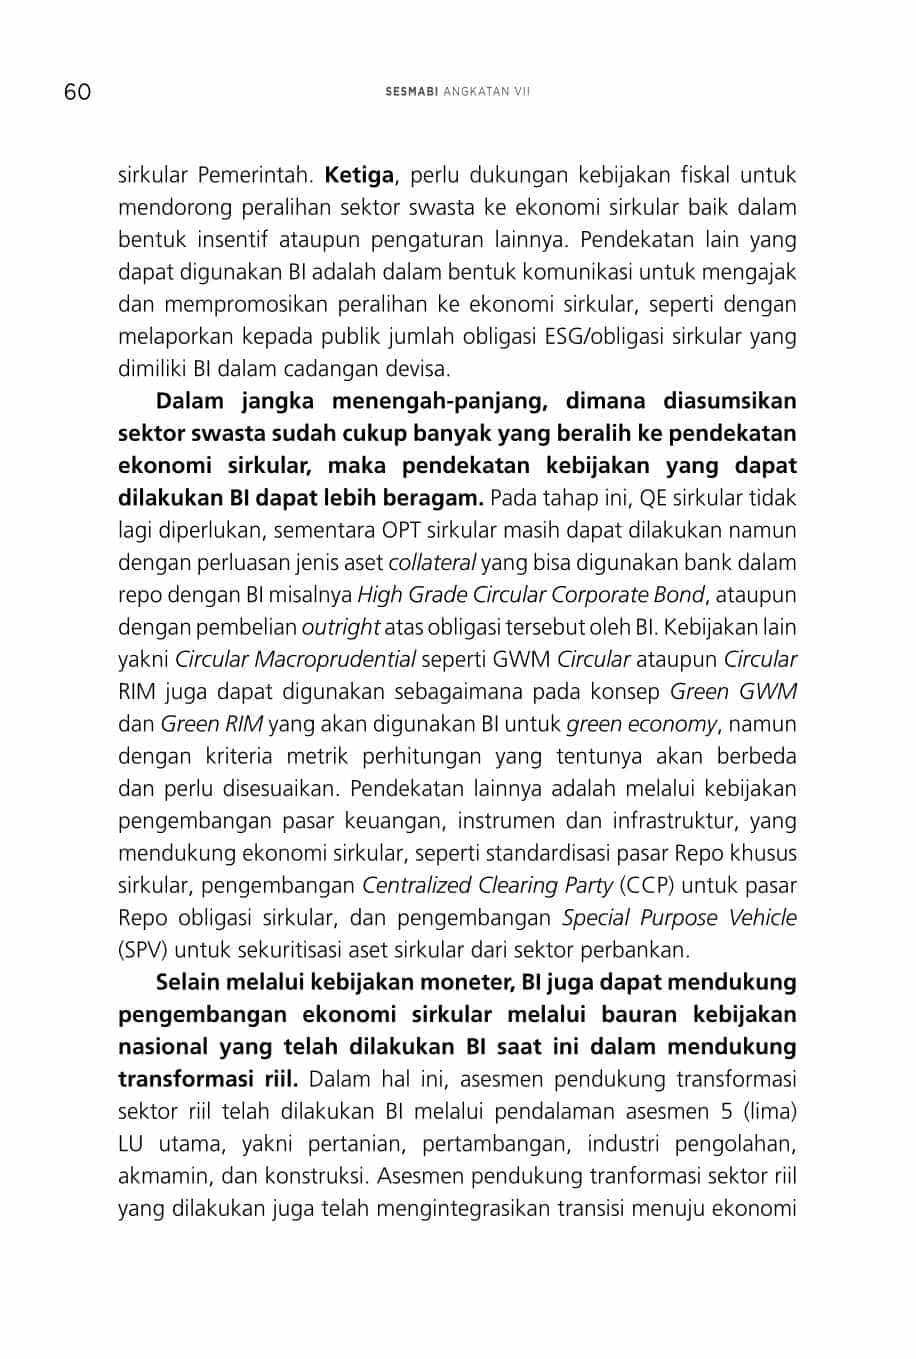 60
SESMABI ANGKATAN VII
sirkular Pemerintah. Ketiga, perlu dukungan kebijakan fiskal untuk
mendorong peralihan sektor swasta ke ekonomi sirkular baik dalam
bentuk insentif ataupun pengaturan lainnya. Pendekatan lain yang
dapat digunakan BI adalah dalam bentuk komunikasi untuk mengajak
dan mempromosikan peralihan ke ekonomi sirkular, seperti dengan
melaporkan kepada publik jumlah obligasi ESG/obligasi sirkular yang
dimiliki BI dalam cadangan devisa.
Dalam jangka menengah-panjang, dimana diasumsikan
sektor swasta sudah cukup banyak yang beralih ke pendekatan
ekonomi sirkular, maka pendekatan kebijakan yang dapat
dilakukan BI dapat lebih beragam. Pada tahap ini, QE sirkular tidak
lagi diperlukan, sementara OPT sirkular masih dapat dilakukan namun
dengan perluasan jenis aset collateral yang bisa digunakan bank dalam
repo dengan BI misalnya High Grade Circular Corporate Bond, ataupun
dengan pembelian outright atas obligasi tersebut oleh BI. Kebijakan lain
yakni Circular Macroprudential seperti GWM Circular ataupun Circular
RIM juga dapat digunakan sebagaimana pada konsep Green GWM
dan Green RIM yang akan digunakan BI untuk green economy, namun
dengan kriteria metrik perhitungan yang tentunya akan berbeda
dan perlu disesuaikan. Pendekatan lainnya adalah melalui kebijakan
pengembangan pasar keuangan, instrumen dan infrastruktur, yang
mendukung ekonomi sirkular, seperti standardisasi pasar Repo khusus
sirkular, pengembangan Centralized Clearing Party (CCP) untuk pasar
Repo obligasi sirkular, dan pengembangan Special Purpose Vehicle
(SPV) untuk sekuritisasi aset sirkular dari sektor perbankan.
Selain melalui kebijakan moneter, BI juga dapat mendukung
pengembangan ekonomi sirkular melalui bauran kebijakan
nasional yang telah dilakukan BI saat ini dalam mendukung
transformasi riil. Dalam hal ini, asesmen pendukung transformasi
sektor riil telah dilakukan BI melalui pendalaman asesmen 5 (lima)
LU utama, yakni pertanian, pertambangan, industri pengolahan,
akmamin, dan konstruksi. Asesmen pendukung tranformasi sektor riil
yang dilakukan juga telah mengintegrasikan transisi menuju ekonomi